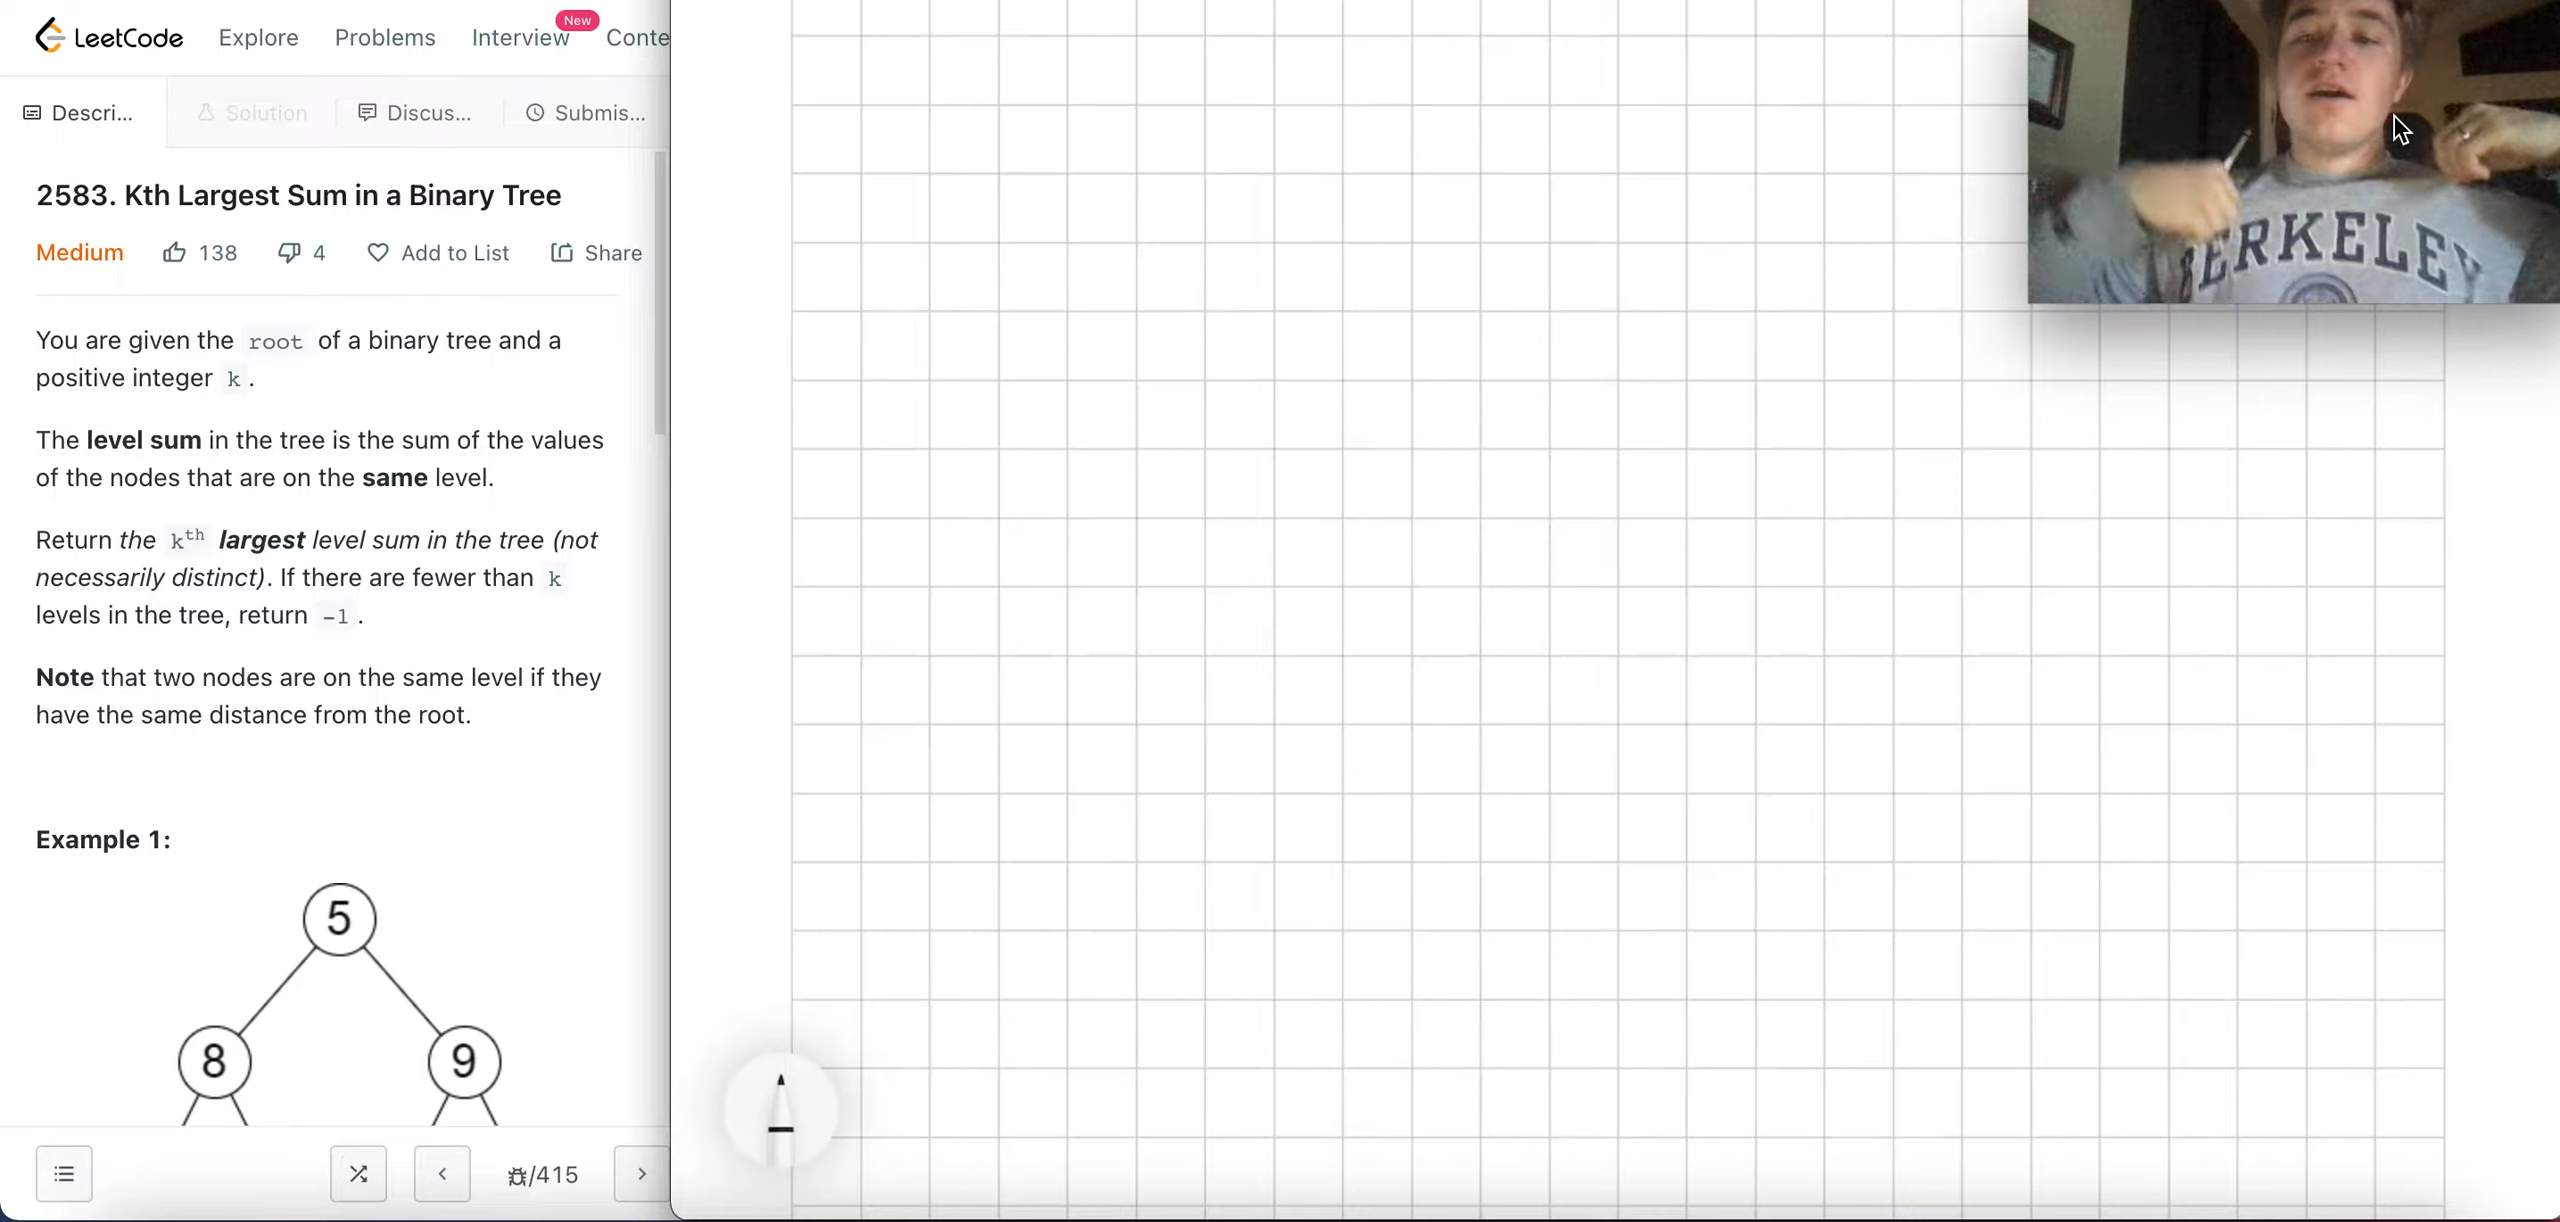 LeetCode Explore Problems Interview New Conte
Descri... Solution Discus... Submis...
2583. Kth Largest Sum in a Binary Tree
Medium 138 4 Add to List Share
You are given the root of a binary tree and a
positive integer k.
The level sum in the tree is the sum of the values
of the nodes that are on the same level.
Return the kth largest level sum in the tree (not
necessarily distinct). If there are fewer than k
levels in the tree, return -1.
Note that two nodes are on the same level if they
have the same distance from the root.
Example 1:
5
8 9
/415
BERKELEY